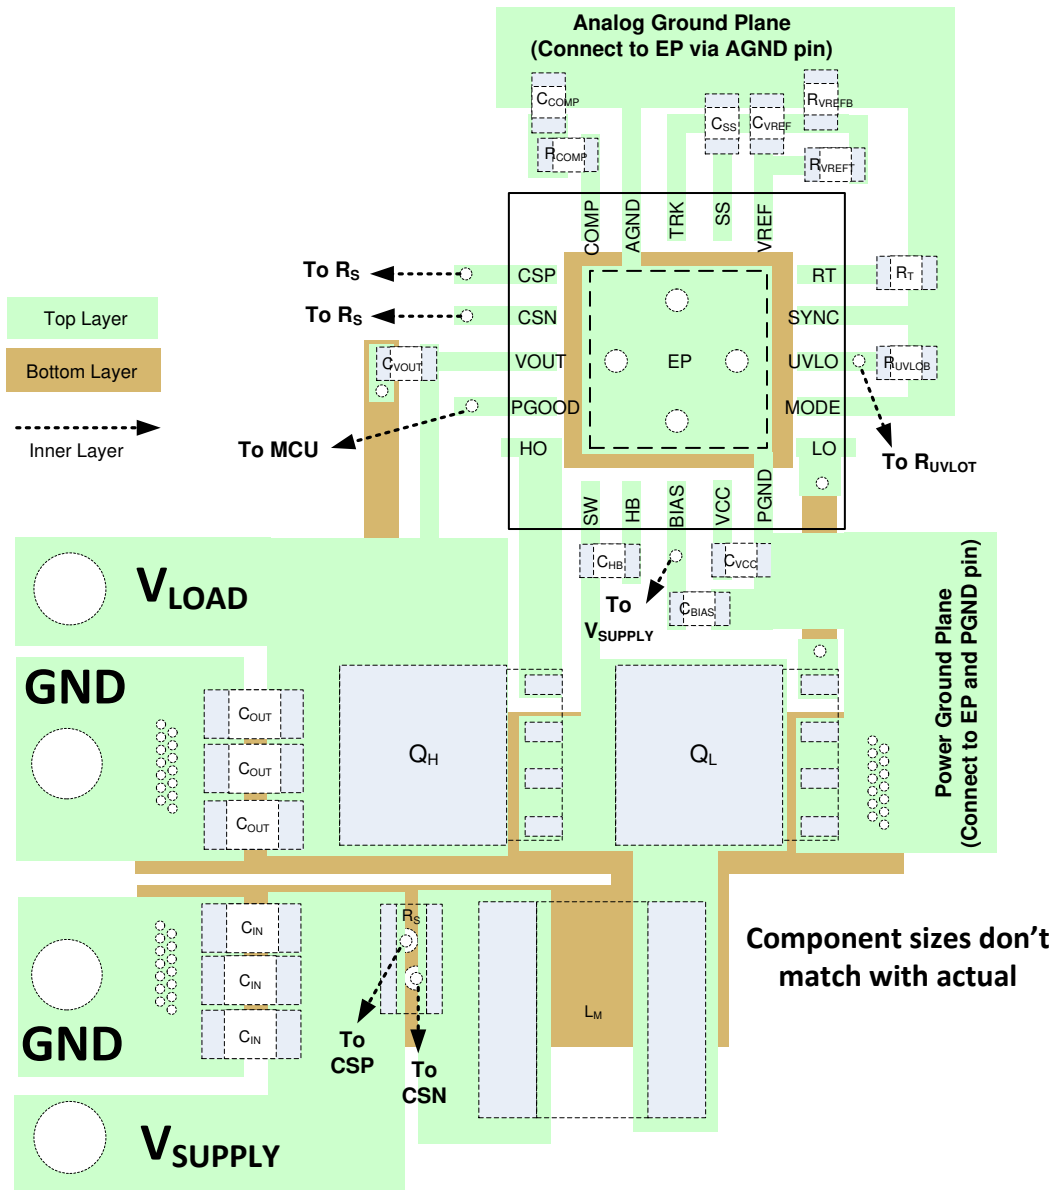 Analog Ground Plane
(Connect to EP via AGND pin)
CCOMP
RCOMP
CSS
CVREF
RVREFB
RVREFT
COMP
AGND
TRK
SS
VREF
To RS
CSP
RT
RT
To RS
CSN
SYNC
Top Layer
CVOUT
VOUT
EP
UVLO
RUVLOB
Bottom Layer
PGOOD
MODE
Inner Layer
To MCU
HO
LO
To RUVLOT
SW
HB
BIAS
VCC
PGND
CHB
CVCC
CBIAS
To
VSUPPLY
VLOAD
GND
COUT
COUT
COUT
QH
QL
Power Ground Plane
(Connect to EP and PGND pin)
CIN
CIN
CIN
RS
GND
To
CSP
To
CSN
LM
Component sizes don't
match with actual
VSUPPLY